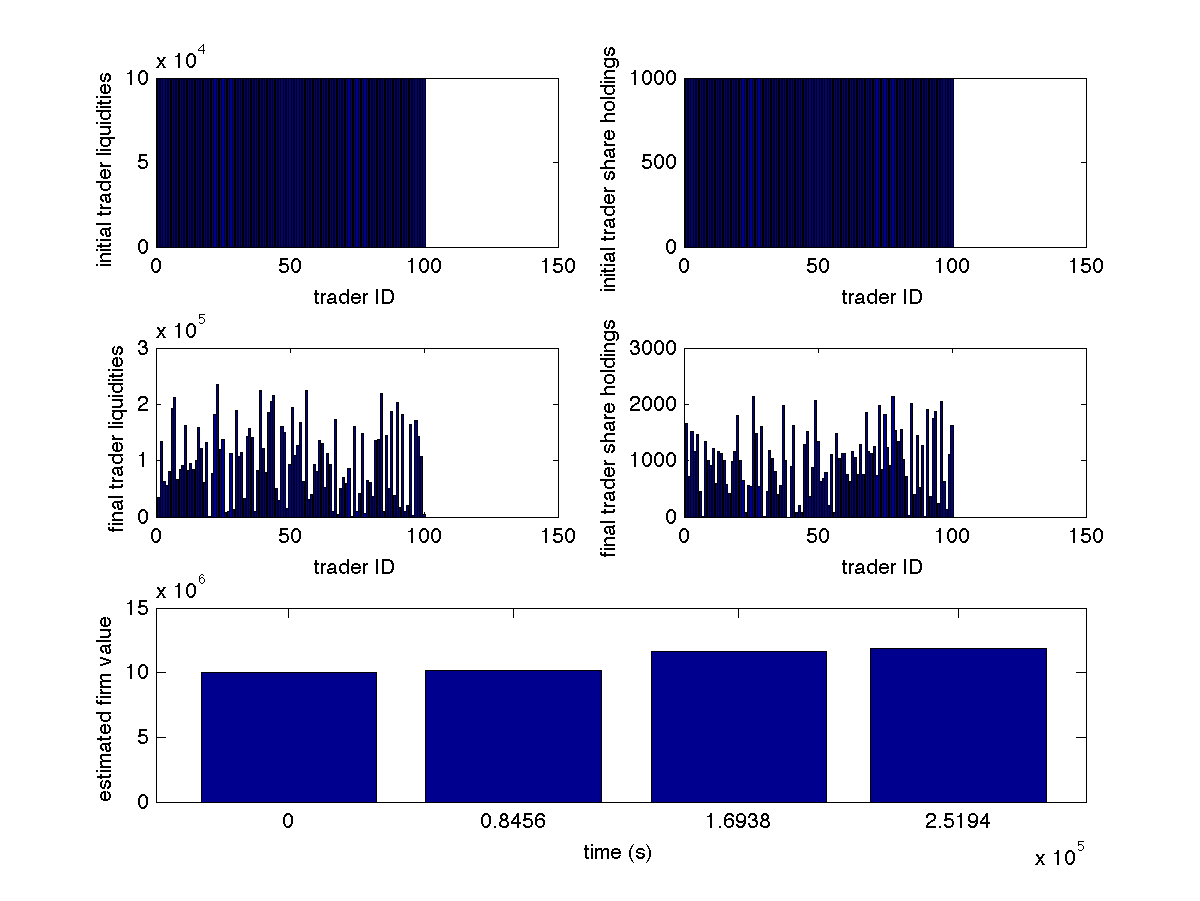 x 10^4
10
5
0
0 50 100 150
trader ID
initial trader liquidities
1000
500
0
0 50 100 150
trader ID
initial trader share holdings
x 10^5
3
2
1
0
0 50 100 150
trader ID
final trader liquidities
3000
2000
1000
0
0 50 100 150
trader ID
final trader share holdings
x 10^6
15
10
5
0
0 0.8456 1.6938 2.5194
time (s)
x 10^5
estimated firm value